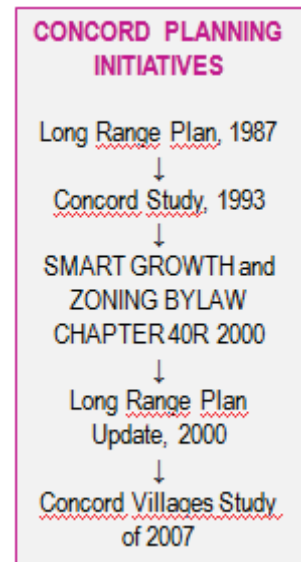 CONCORD PLANNING
INITIATIVES
Long Range Plan, 1987
↓
Concord Study, 1993
↓
SMART GROWTH and
ZONING BYLAW
CHAPTER 40R 2000
↓
Long Range Plan
Update, 2000
↓
Concord Villages Study
of 2007